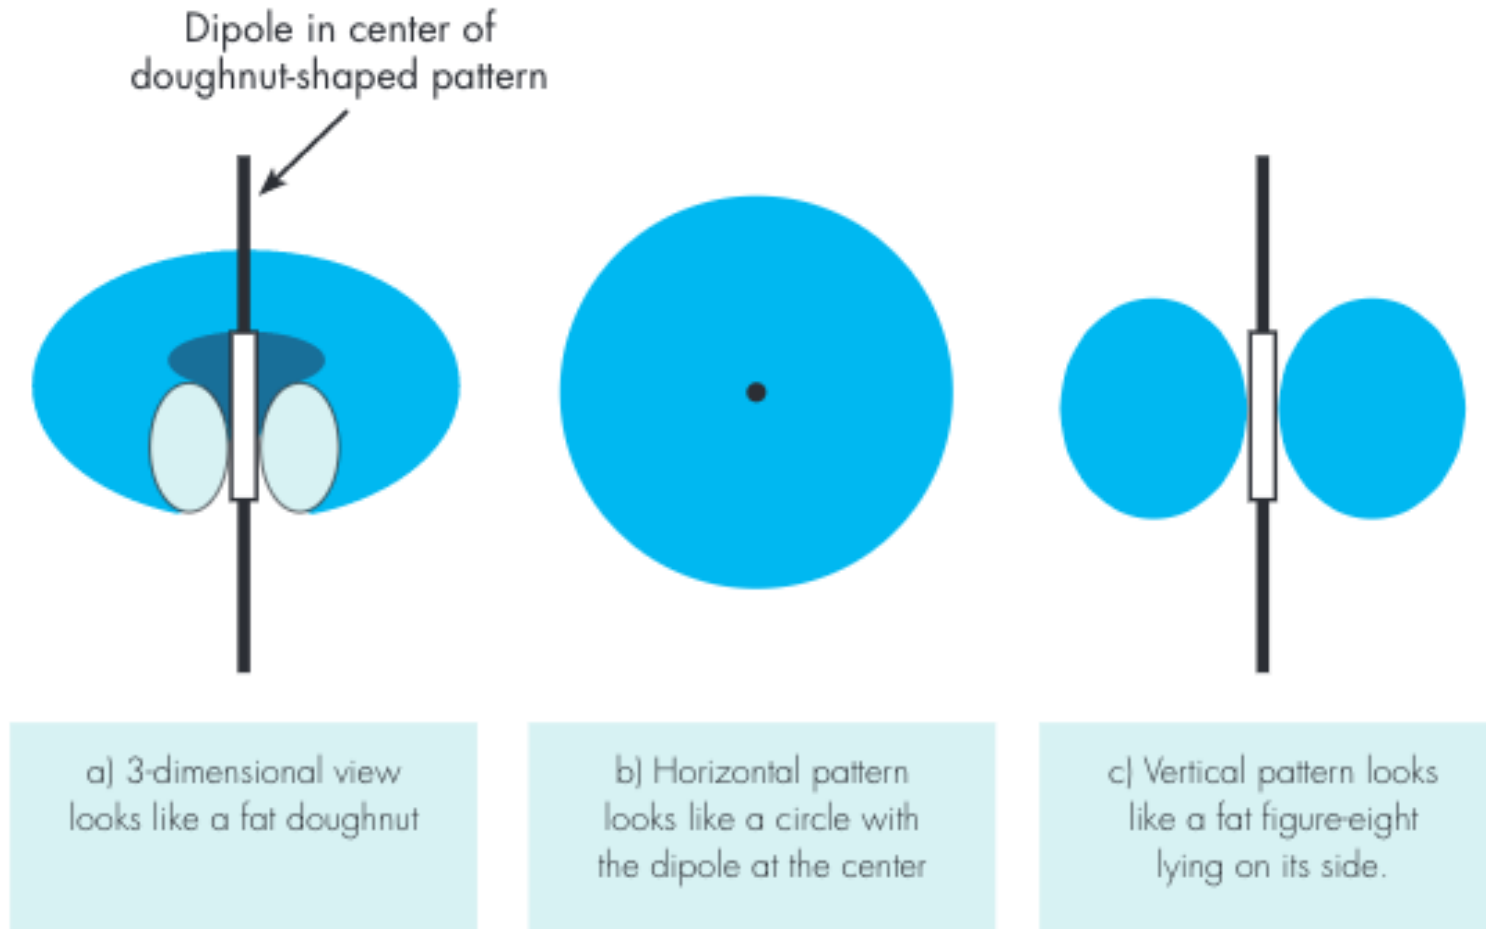 Dipole in center of
doughnut-shaped pattern
a) 3-dimensional view
looks like a fat doughnut
b) Horizontal pattern
looks like a circle with
the dipole at the center
c) Vertical pattern looks
like a fat figure-eight
lying on its side.